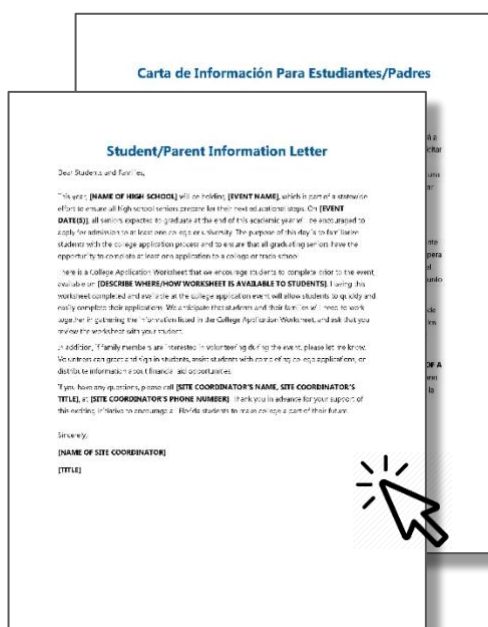 Carta de Información Para Estudiantes/Padres
Student/Parent Information Letter
Dear Students and Families,
This year, [NAME OF HIGH SCHOOL] will be holding [EVENT NAME], which is part of a statewide
effort to ensure all high school seniors prepare for their next educational steps. On [EVENT
DATE(S)], all seniors expected to graduate at the end of this academic year will be encouraged to
apply for admission to at least one college or university. The purpose of this day is to familiarize
students with the college application process and to ensure that all graduating seniors have the
opportunity to complete at least one application to a college or trade school.
There is a College Application Worksheet that we encourage students to complete prior to the event,
available on [DESCRIBE WHERE/HOW WORKSHEET IS AVAILABLE TO STUDENTS]. Having this
worksheet completed and available at the college application event will allow students to quickly and
easily complete their applications. We anticipate that students and their families will need to work
together in gathering the information listed in the College Application Worksheet, and ask that you
review the worksheet with your student.
In addition, if family members are interested in volunteering during the event, please let me know.
Volunteers can greet and sign in students, assist students with completing college applications, or
distribute information about financial aid opportunities.
If you have any questions, please call [SITE COORDINATOR'S NAME, SITE COORDINATOR'S
TITLE], at [SITE COORDINATOR'S PHONE NUMBER]. Thank you in advance for your support of
this exciting initiative to encourage all Florida students to make college a part of their future.
Sincerely,
[NAME OF SITE COORDINATOR]
[TITLE]